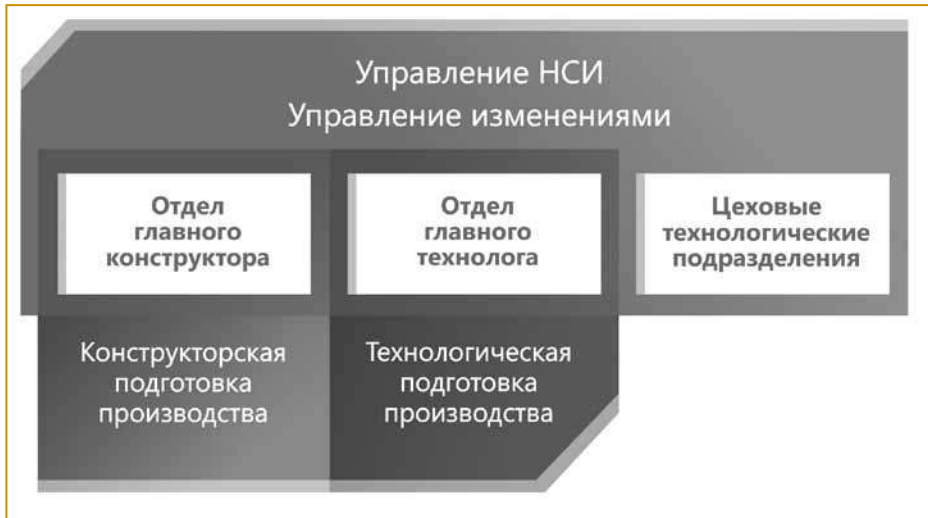 Управление НСИ
Управление изменениями
Отдел
главного
конструктора
Отдел
главного
технолога
Цеховые
технологические
подразделения
Конструкторская
подготовка
производства
Технологическая
подготовка
производства